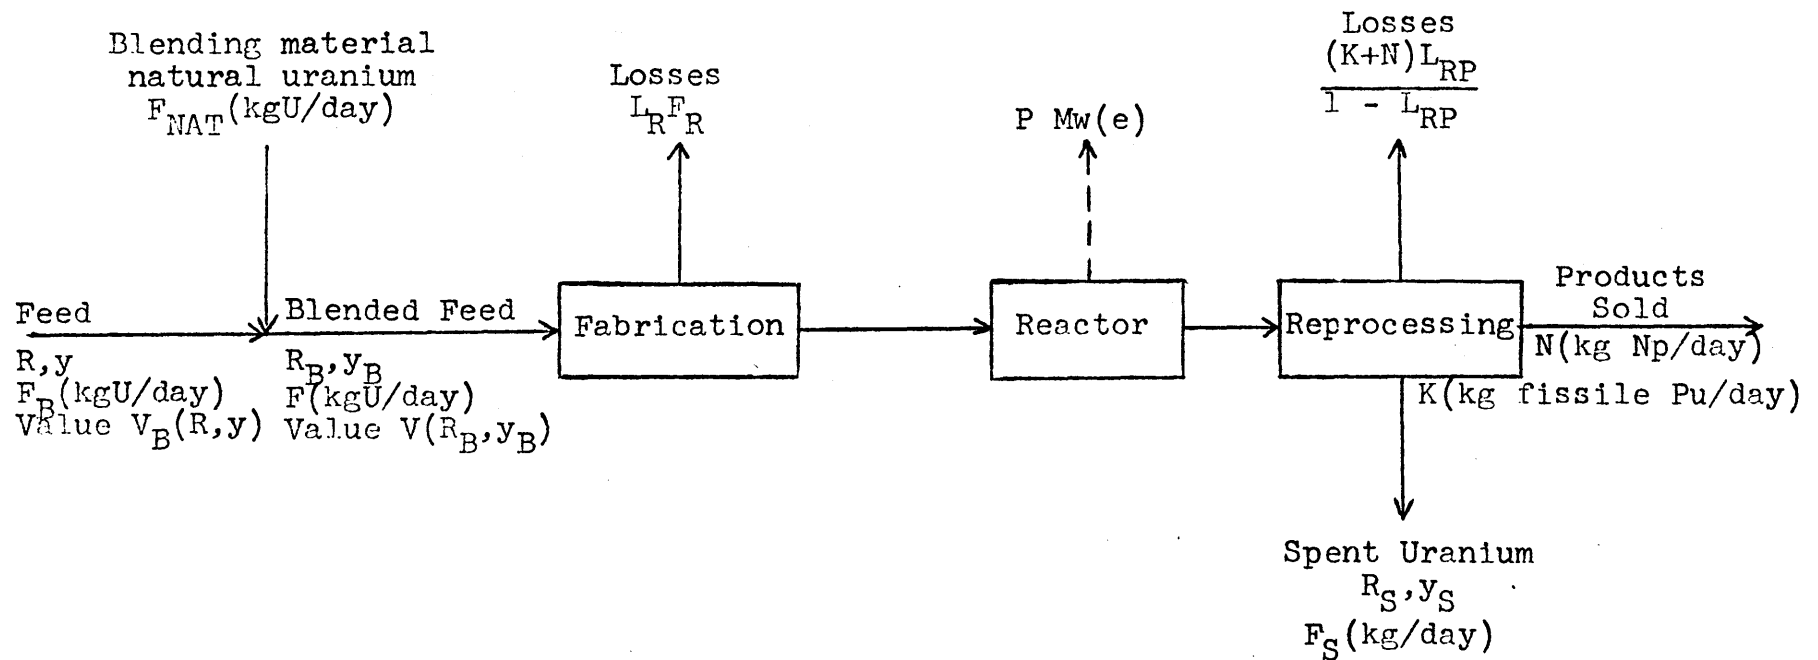 Blending material
natural uranium
F_NAT(kgU/day)
Losses
L_R F_R
P Mw(e)
Losses
(K+N)L_RP
1 - L_RP
Feed
R,y
F_B(kgU/day)
Value V_B(R,y)
Blended Feed
R_B,y_B
F(kgU/day)
Value V(R_B,y_B)
Fabrication
Reactor
Reprocessing
Products
Sold
N(kg Np/day)
K(kg fissile Pu/day)
Spent Uranium
R_S,y_S
F_S(kg/day)